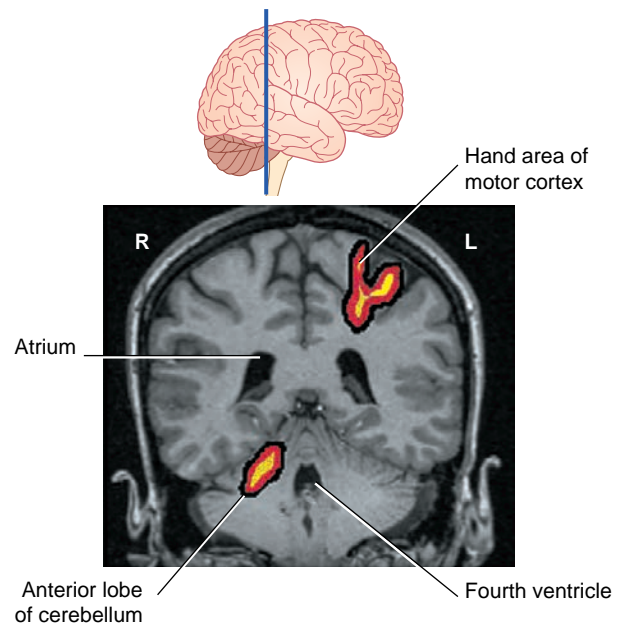 Hand area of
motor cortex
R
L
Atrium
Anterior lobe
of cerebellum
Fourth ventricle